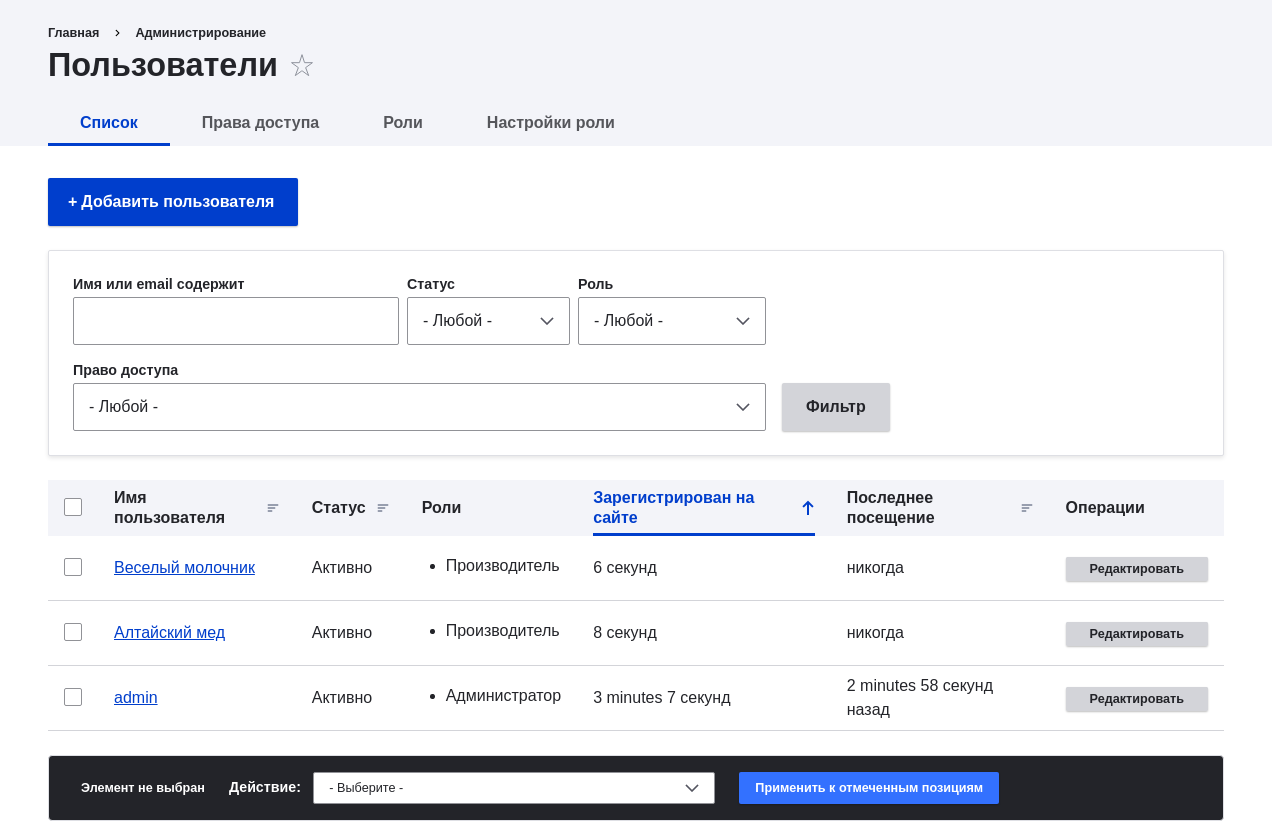 Главная › Администрирование
Пользователи ☆
Список Права доступа Роли Настройки роли
+ Добавить пользователя
Имя или email содержит Статус Роль
- Любой - - Любой -
Право доступа
- Любой - Фильтр
Имя пользователя Статус Роли Зарегистрирован на сайте Последнее посещение Операции
Веселый молочник Активно • Производитель 6 секунд никогда Редактировать
Алтайский мед Активно • Производитель 8 секунд никогда Редактировать
admin Активно • Администратор 3 minutes 7 секунд 2 minutes 58 секунд назад Редактировать
Элемент не выбран Действие: - Выберите - Применить к отмеченным позициям